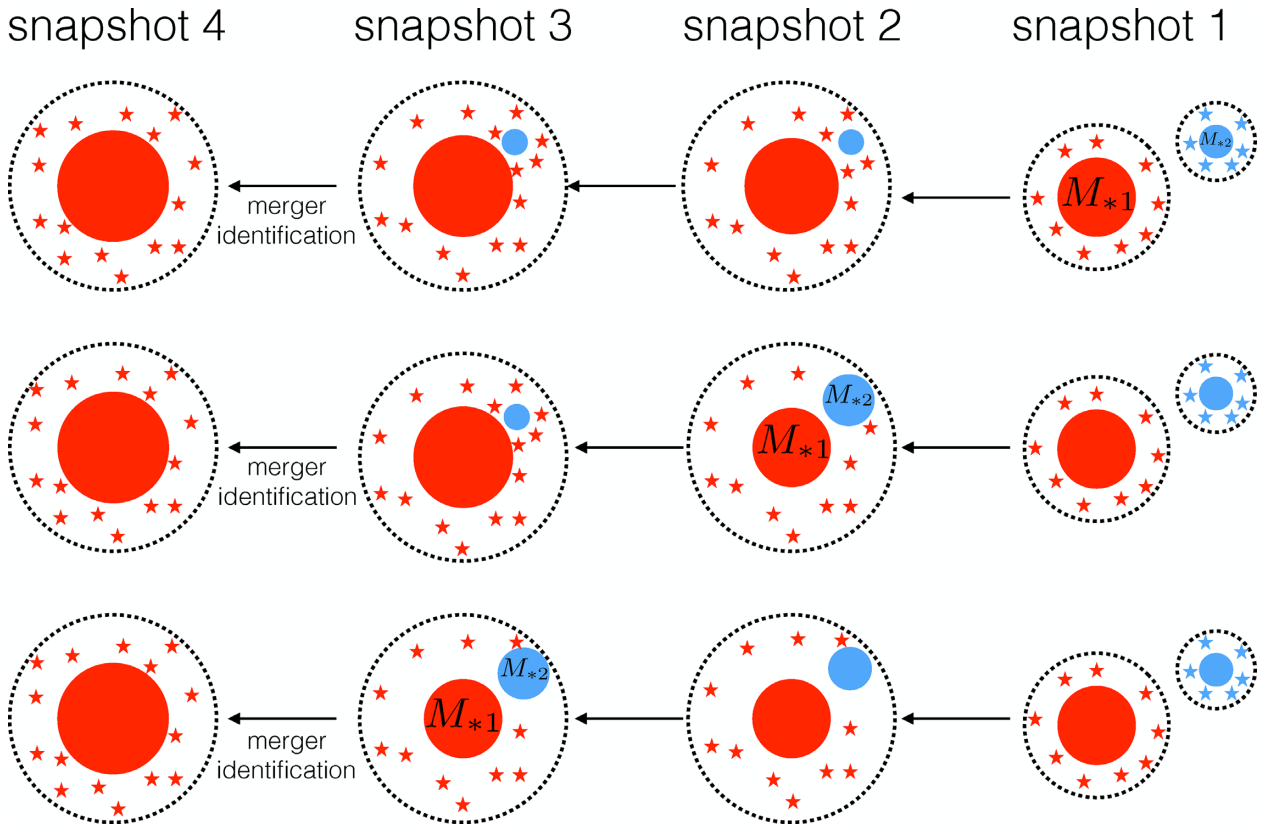 snapshot 4 snapshot 3 snapshot 2 snapshot 1
M*2
M*1
merger
identification
M*2
M*1
merger
identification
M*2
M*1
merger
identification